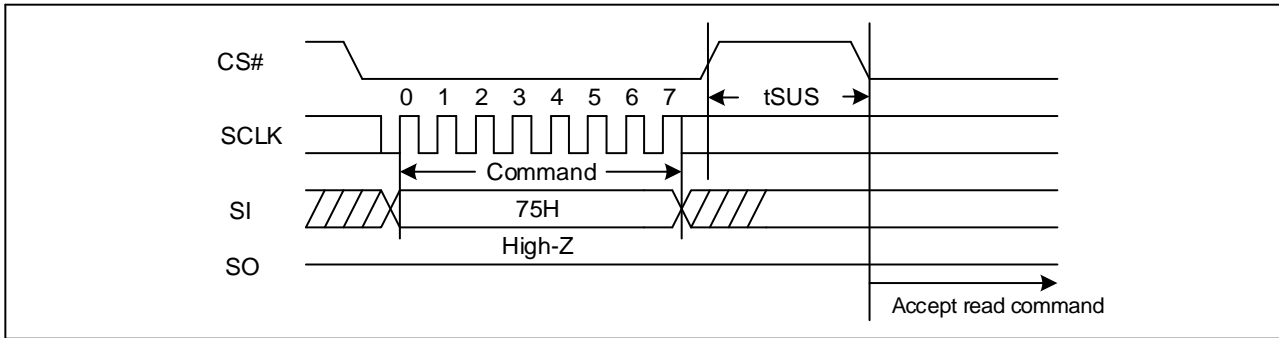 CS#
tSUS
0 1 2 3 4 5 6 7
SCLK
Command
SI
75H
High-Z
SO
Accept read command